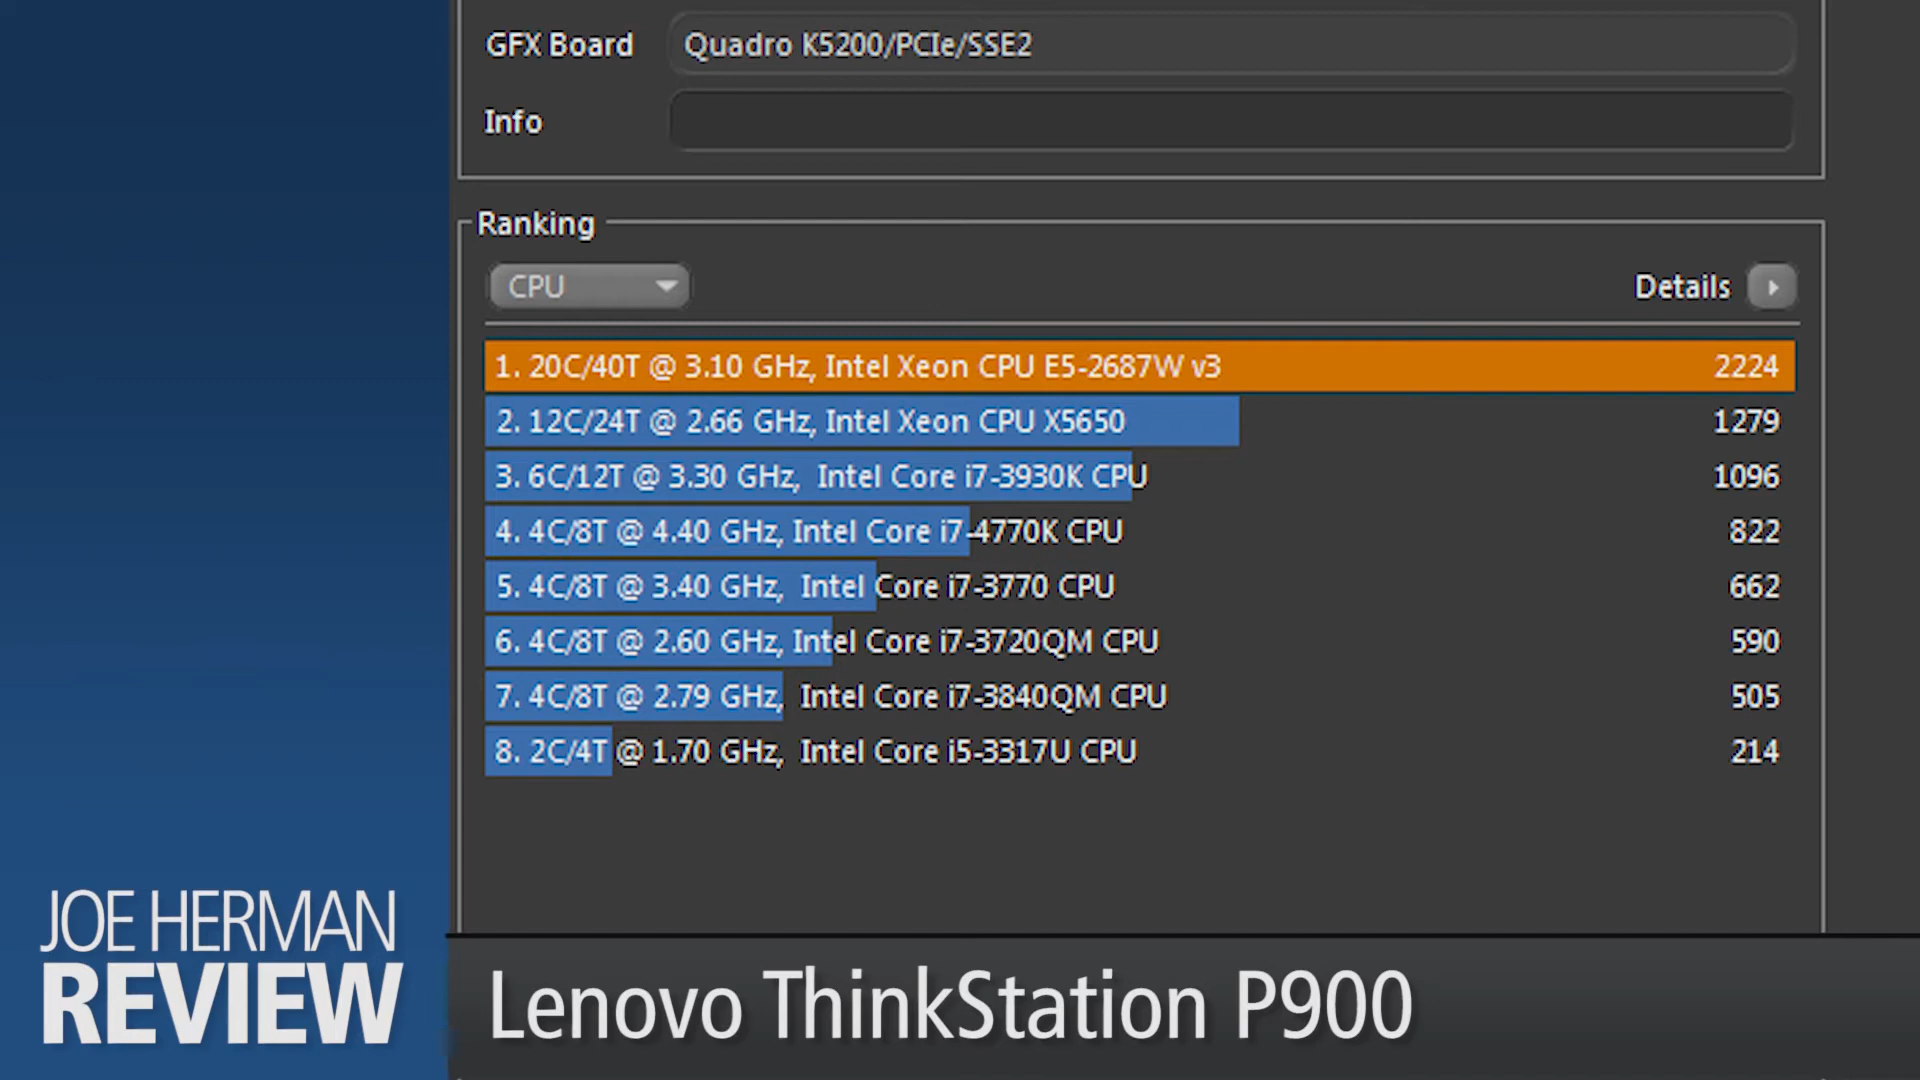 GFX Board Quadro K5200/PCIe/SSE2
Info
Ranking
CPU Details
1. 20C/40T @ 3.10 GHz, Intel Xeon CPU E5-2687W v3 2224
2. 12C/24T @ 2.66 GHz, Intel Xeon CPU X5650 1279
3. 6C/12T @ 3.30 GHz,  Intel Core i7-3930K CPU 1096
4. 4C/8T @ 4.40 GHz, Intel Core i7-4770K CPU 822
5. 4C/8T @ 3.40 GHz,  Intel Core i7-3770 CPU 662
6. 4C/8T @ 2.60 GHz, Intel Core i7-3720QM CPU 590
7. 4C/8T @ 2.79 GHz,  Intel Core i7-3840QM CPU 505
8. 2C/4T @ 1.70 GHz,  Intel Core i5-3317U CPU 214
JOE HERMAN
REVIEW
Lenovo ThinkStation P900